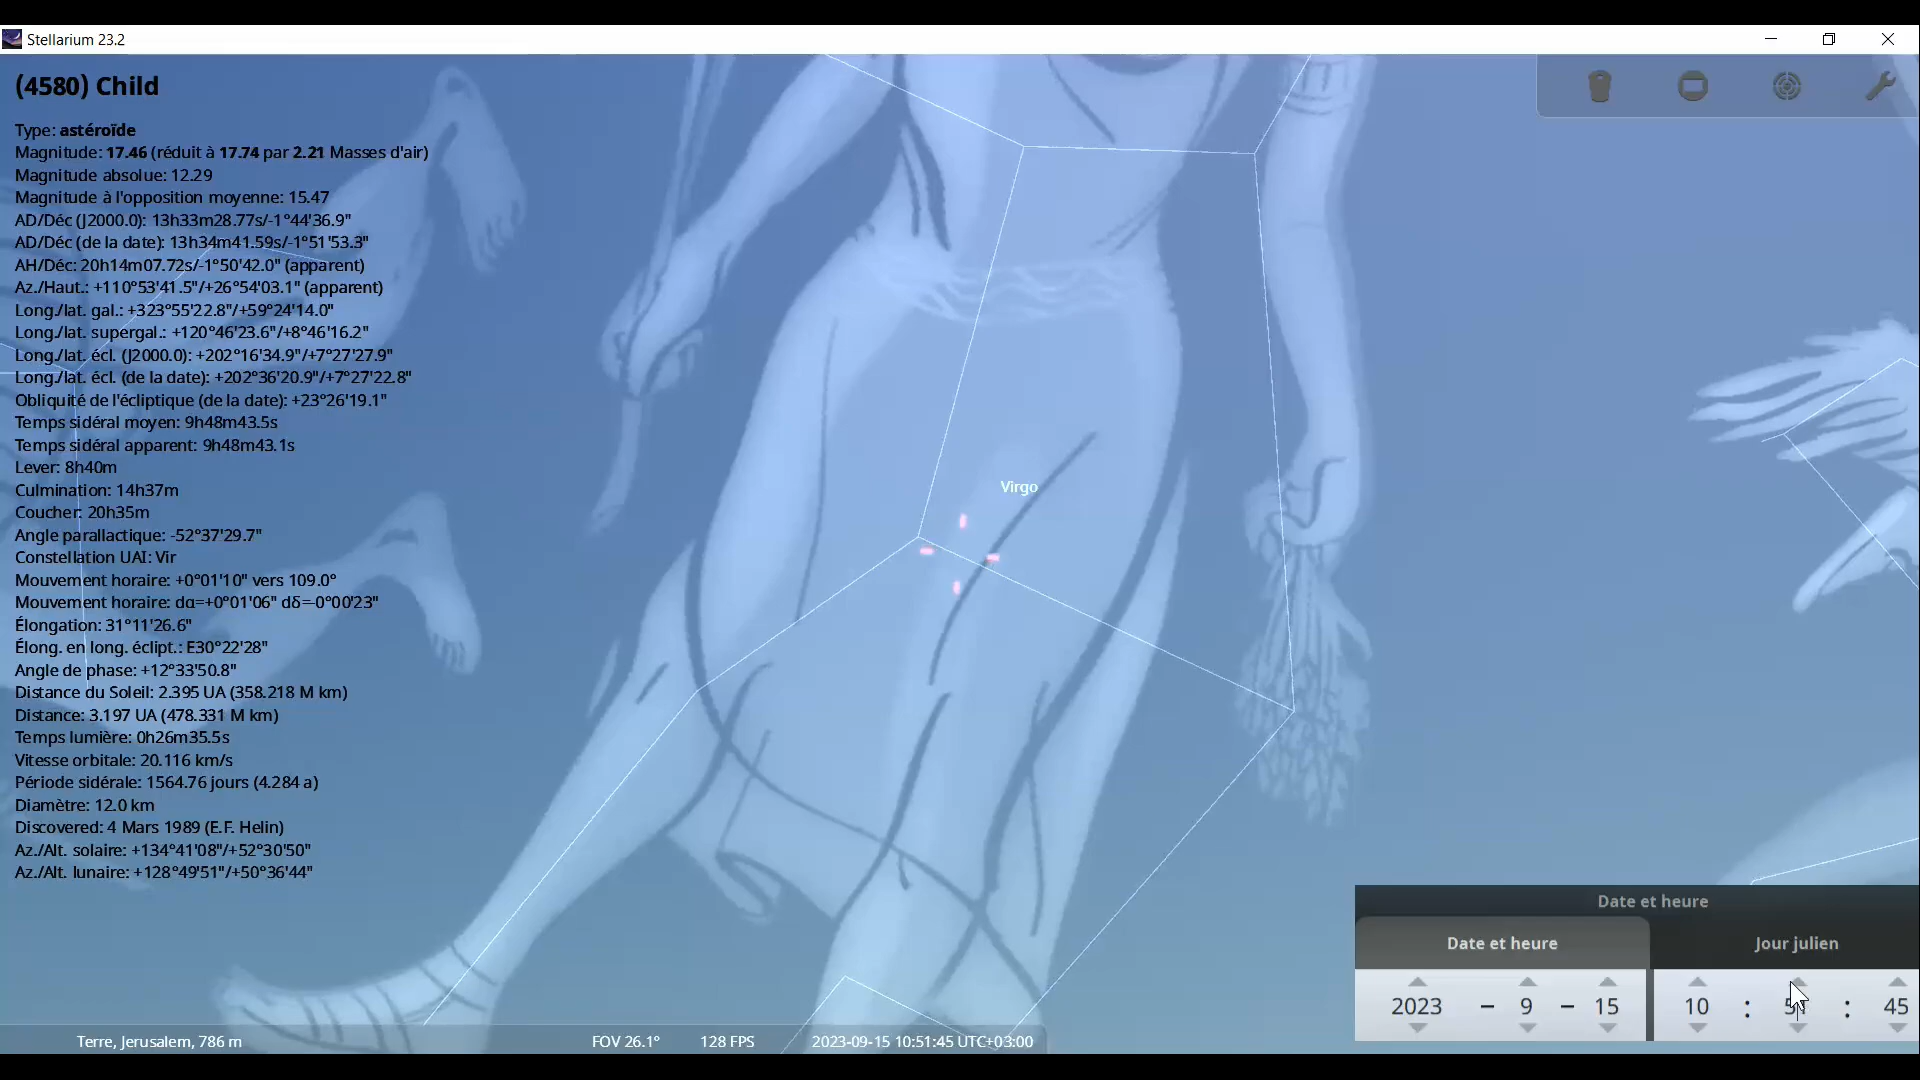 Stellarium 23.2
(4580) Child
Type: astéroïde
Magnitude: 17.46 (réduit à 17.74 par 2.21 Masses d'air)
Magnitude absolue: 12.29
Magnitude à l'opposition moyenne: 15.47
AD/Déc (J2000.0): 13h33m28.77s/-1°44'36.9"
AD/Déc (de la date): 13h34m41.59s/-1°51'53.3"
AH/Déc: 20h14m07.72s/-1°50'42.0" (apparent)
Az./Haut.: +110°53'41.5"/+26°54'03.1" (apparent)
Long./lat. gal.: +323°55'22.8"/+59°24'14.0"
Long./lat. supergal.: +120°46'23.6"/+8°46'16.2"
Long./lat. écl. (J2000.0): +202°16'34.9"/+7°27'27.9"
Long./lat. écl. (de la date): +202°36'20.9"/+7°27'22.8"
Obliquité de l'écliptique (de la date): +23°26'19.1"
Temps sidéral moyen: 9h48m43.5s
Temps sidéral apparent: 9h48m43.1s
Lever: 8h40m
Culmination: 14h37m
Coucher: 20h35m
Angle parallactique: -52°37'29.7"
Constellation UAI: Vir
Mouvement horaire: +0°01'10" vers 109.0°
Mouvement horaire: dα=+0°01'06" dδ=-0°00'23"
Élongation: 31°11'26.6"
Élong. en long. éclipt.: E30°22'28"
Angle de phase: +12°33'50.8"
Distance du Soleil: 2.395 UA (358.218 M km)
Distance: 3.197 UA (478.331 M km)
Temps lumière: 0h26m35.5s
Vitesse orbitale: 20.116 km/s
Période sidérale: 1564.76 jours (4.284 a)
Diamètre: 12.0 km
Discovered: 4 Mars 1989 (E.F. Helin)
Az./Alt. solaire: +134°41'08"/+52°30'50"
Az./Alt. lunaire: +128°49'51"/+50°36'44"
Virgo
Date et heure
Date et heure Jour julien
2023 - 9 - 15 10 : : 45
Terre, Jerusalem, 786 m FOV 26.1° 128 FPS 2023-09-15 10:51:45 UTC+03:00